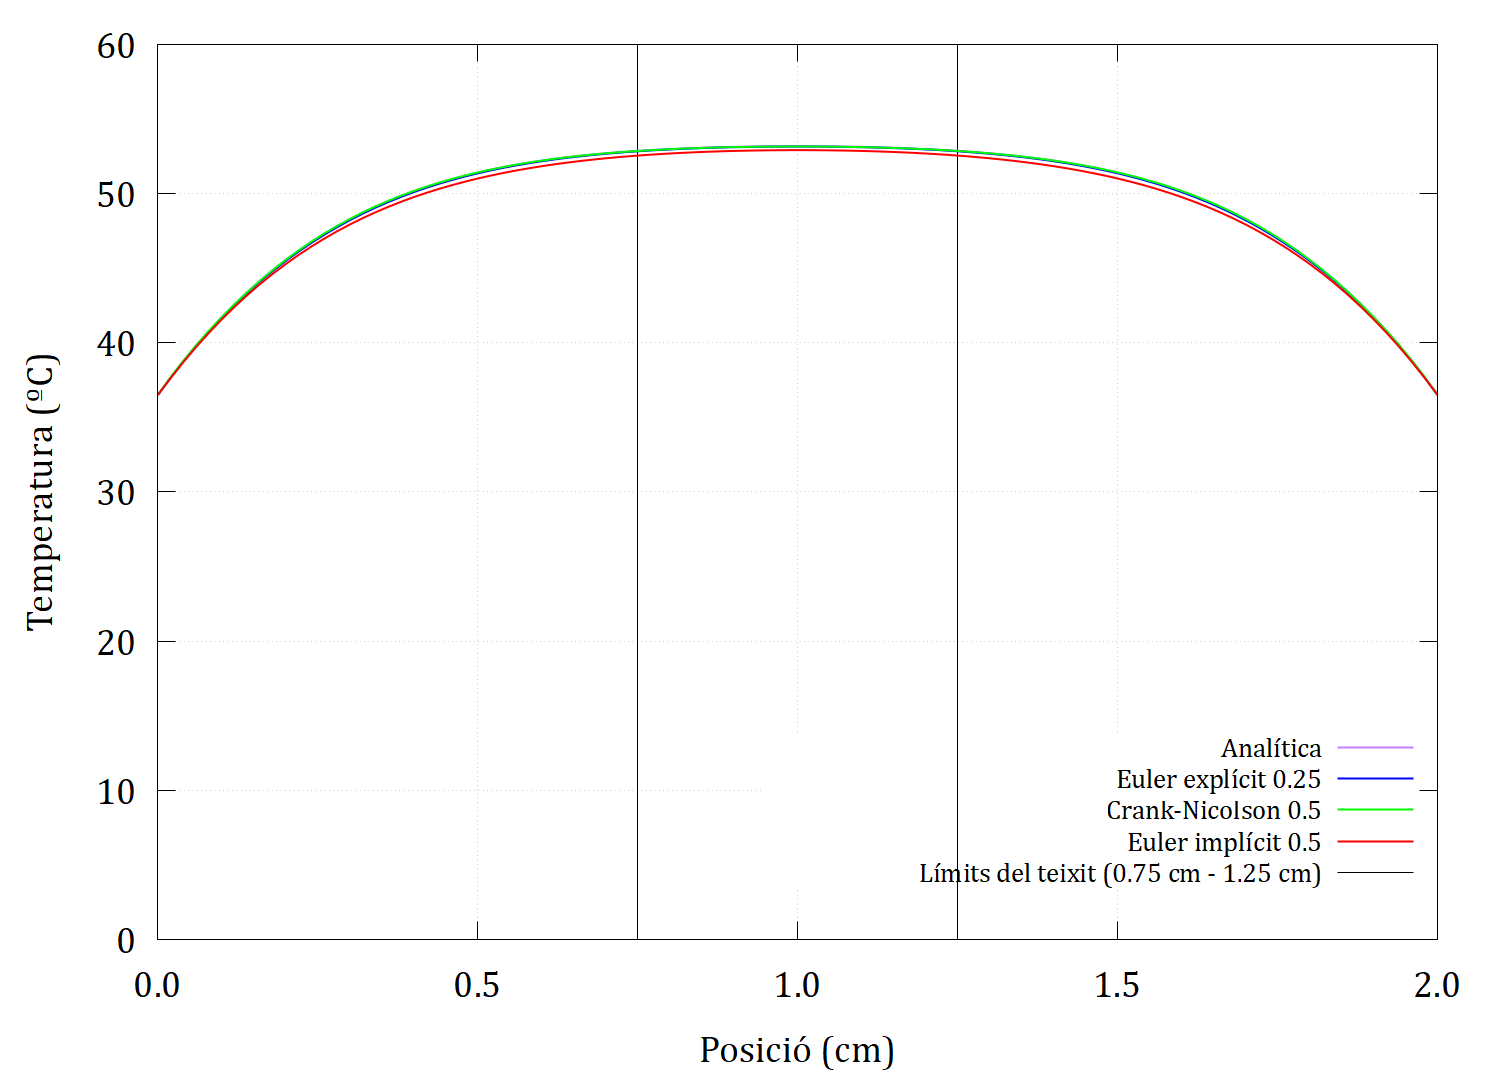 60
50
40
30
20
10
0
Temperatura (ºC)
Analítica
Euler explícit 0.25
Crank-Nicolson 0.5
Euler implícit 0.5
Límits del teixit (0.75 cm - 1.25 cm)
0.0 0.5 1.0 1.5 2.0
Posició (cm)